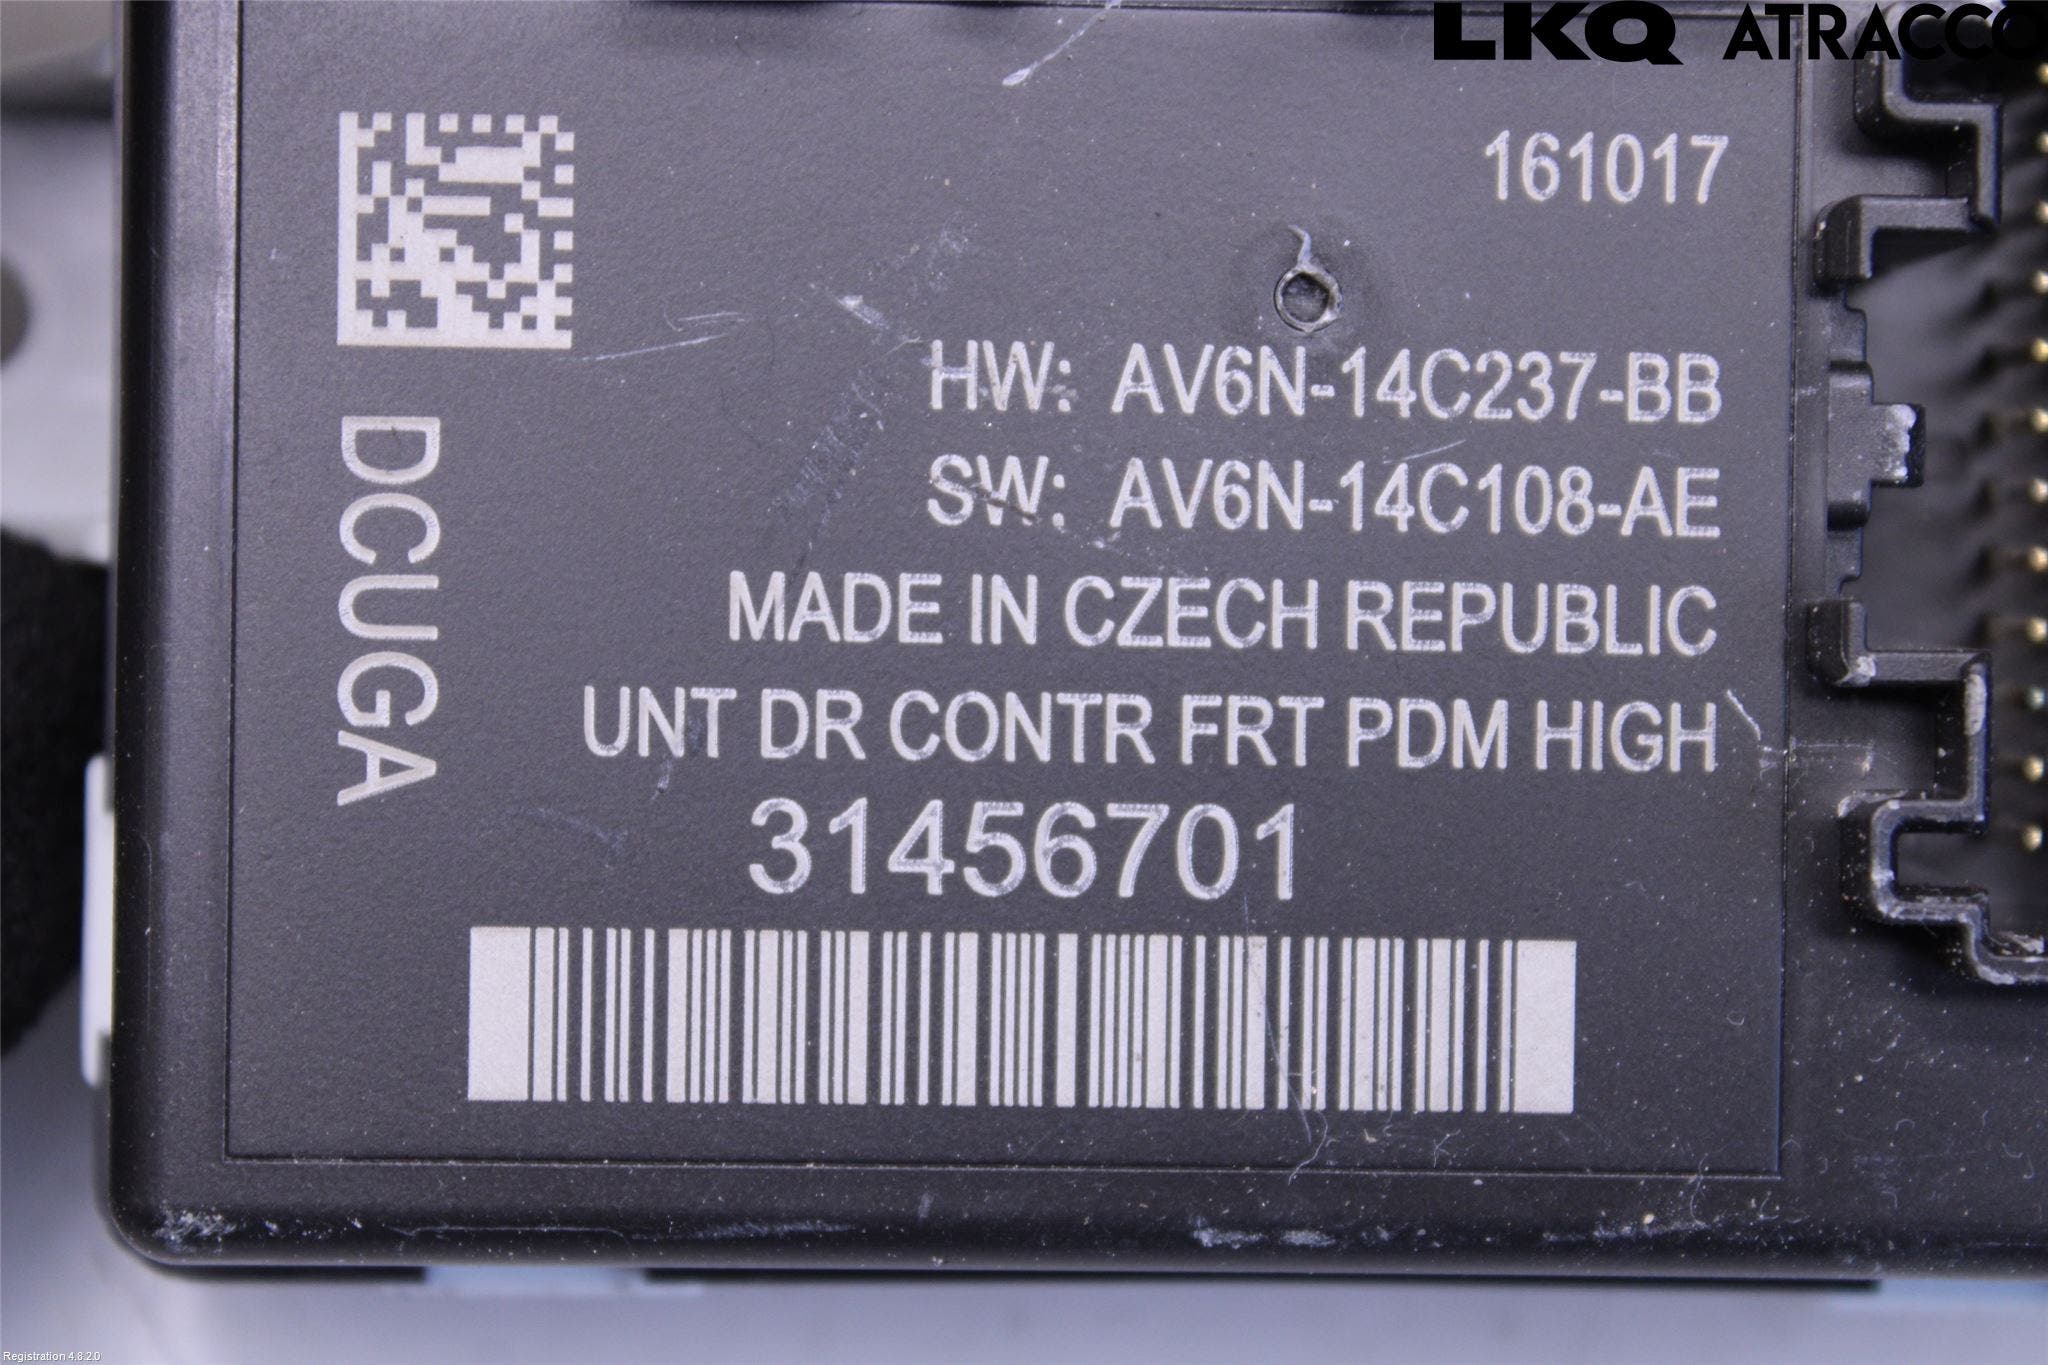 LKQ ATRACCO
161017
HW: AV6N-14C237-BB
SW: AV6N-14C108-AE
MADE IN CZECH REPUBLIC
UNT DR CONTR FRT PDM HIGH
31456701
DCUGA
Registration 4.8.2.0